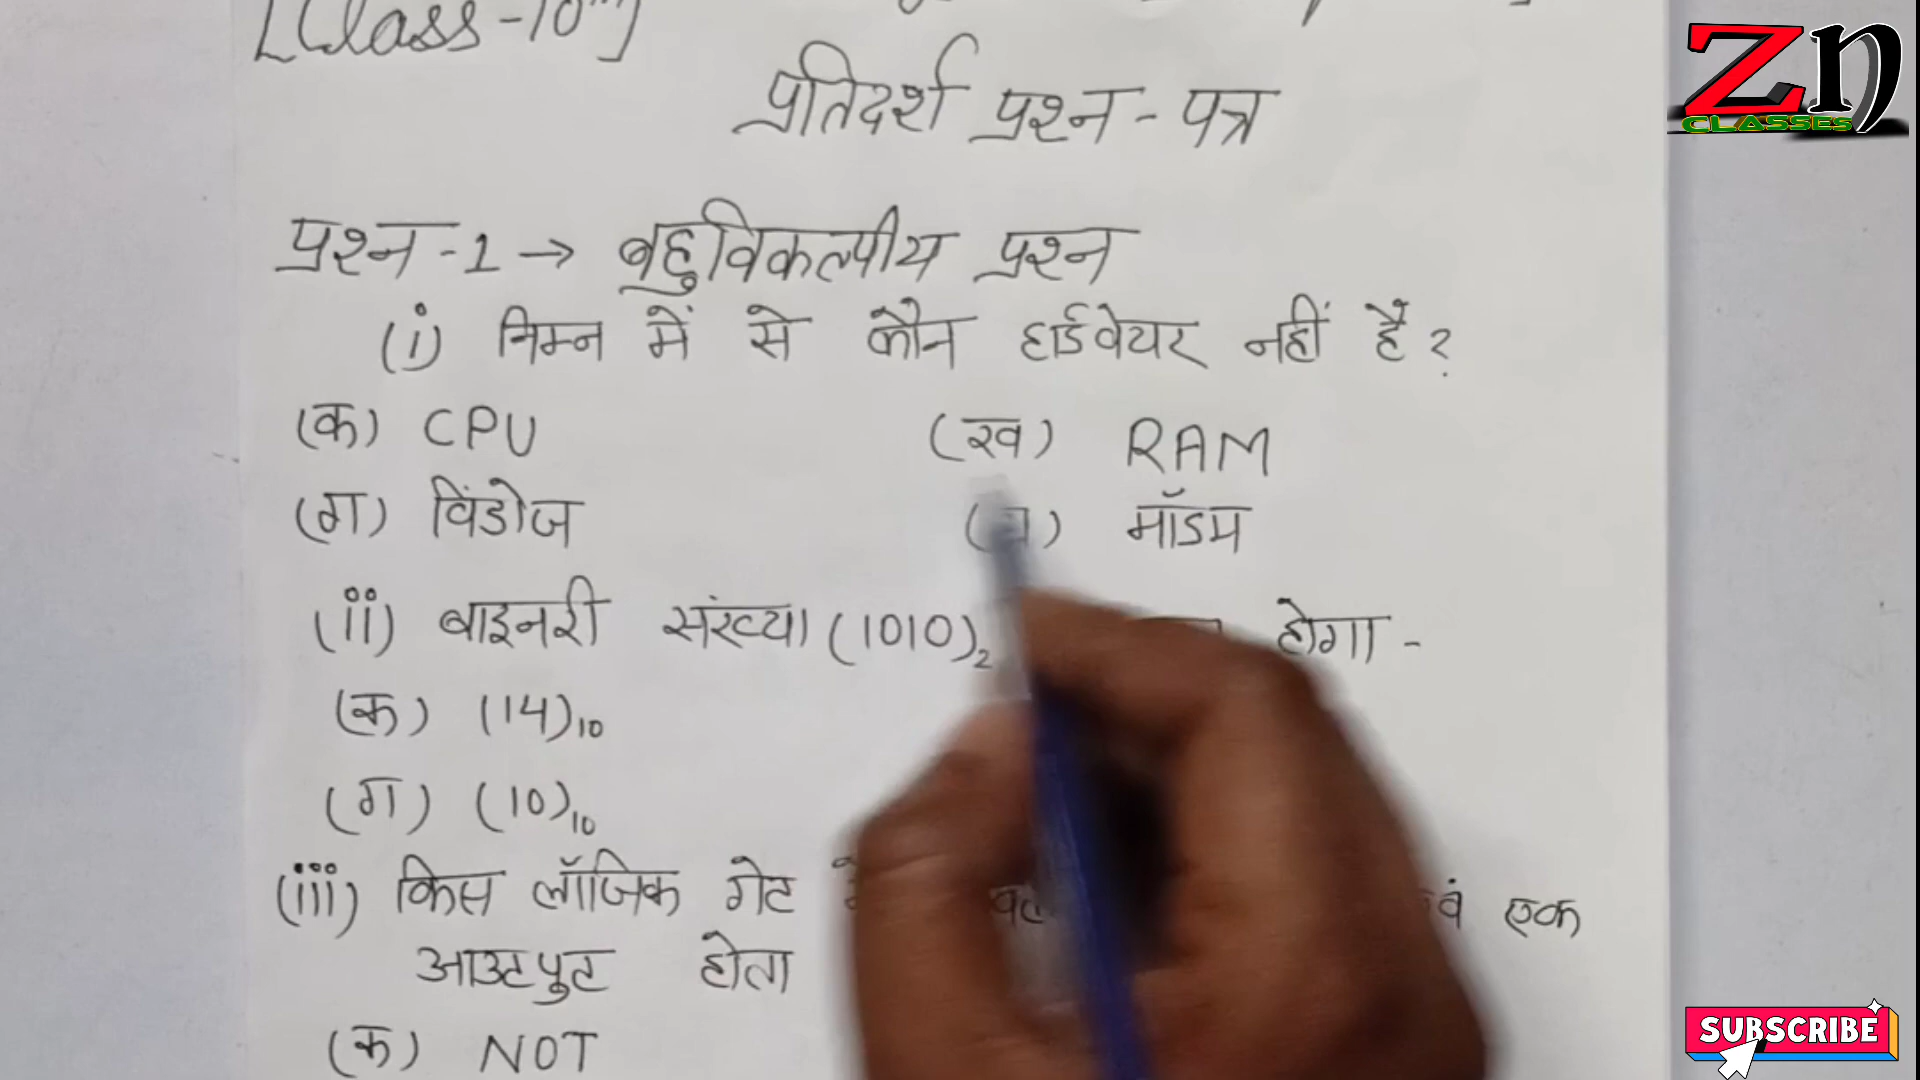 [Class-10th]
प्रतिदर्श प्रश्न - पत्र
प्रश्न -1 → बहुविकल्पीय प्रश्न
(i) निम्न में से कौन हार्डवेयर नहीं है?
(क) CPU (ख) RAM
(ग) विंडोज (घ) मॉडम
(ii) बाइनरी संख्या (1010)₂ होगा -
(क) (14)₁₀
(ग) (10)₁₀
(iii) किस लॉजिक गेट एक
आउटपुट होता
(क) NOT
Zn
CLASSES
SUBSCRIBE